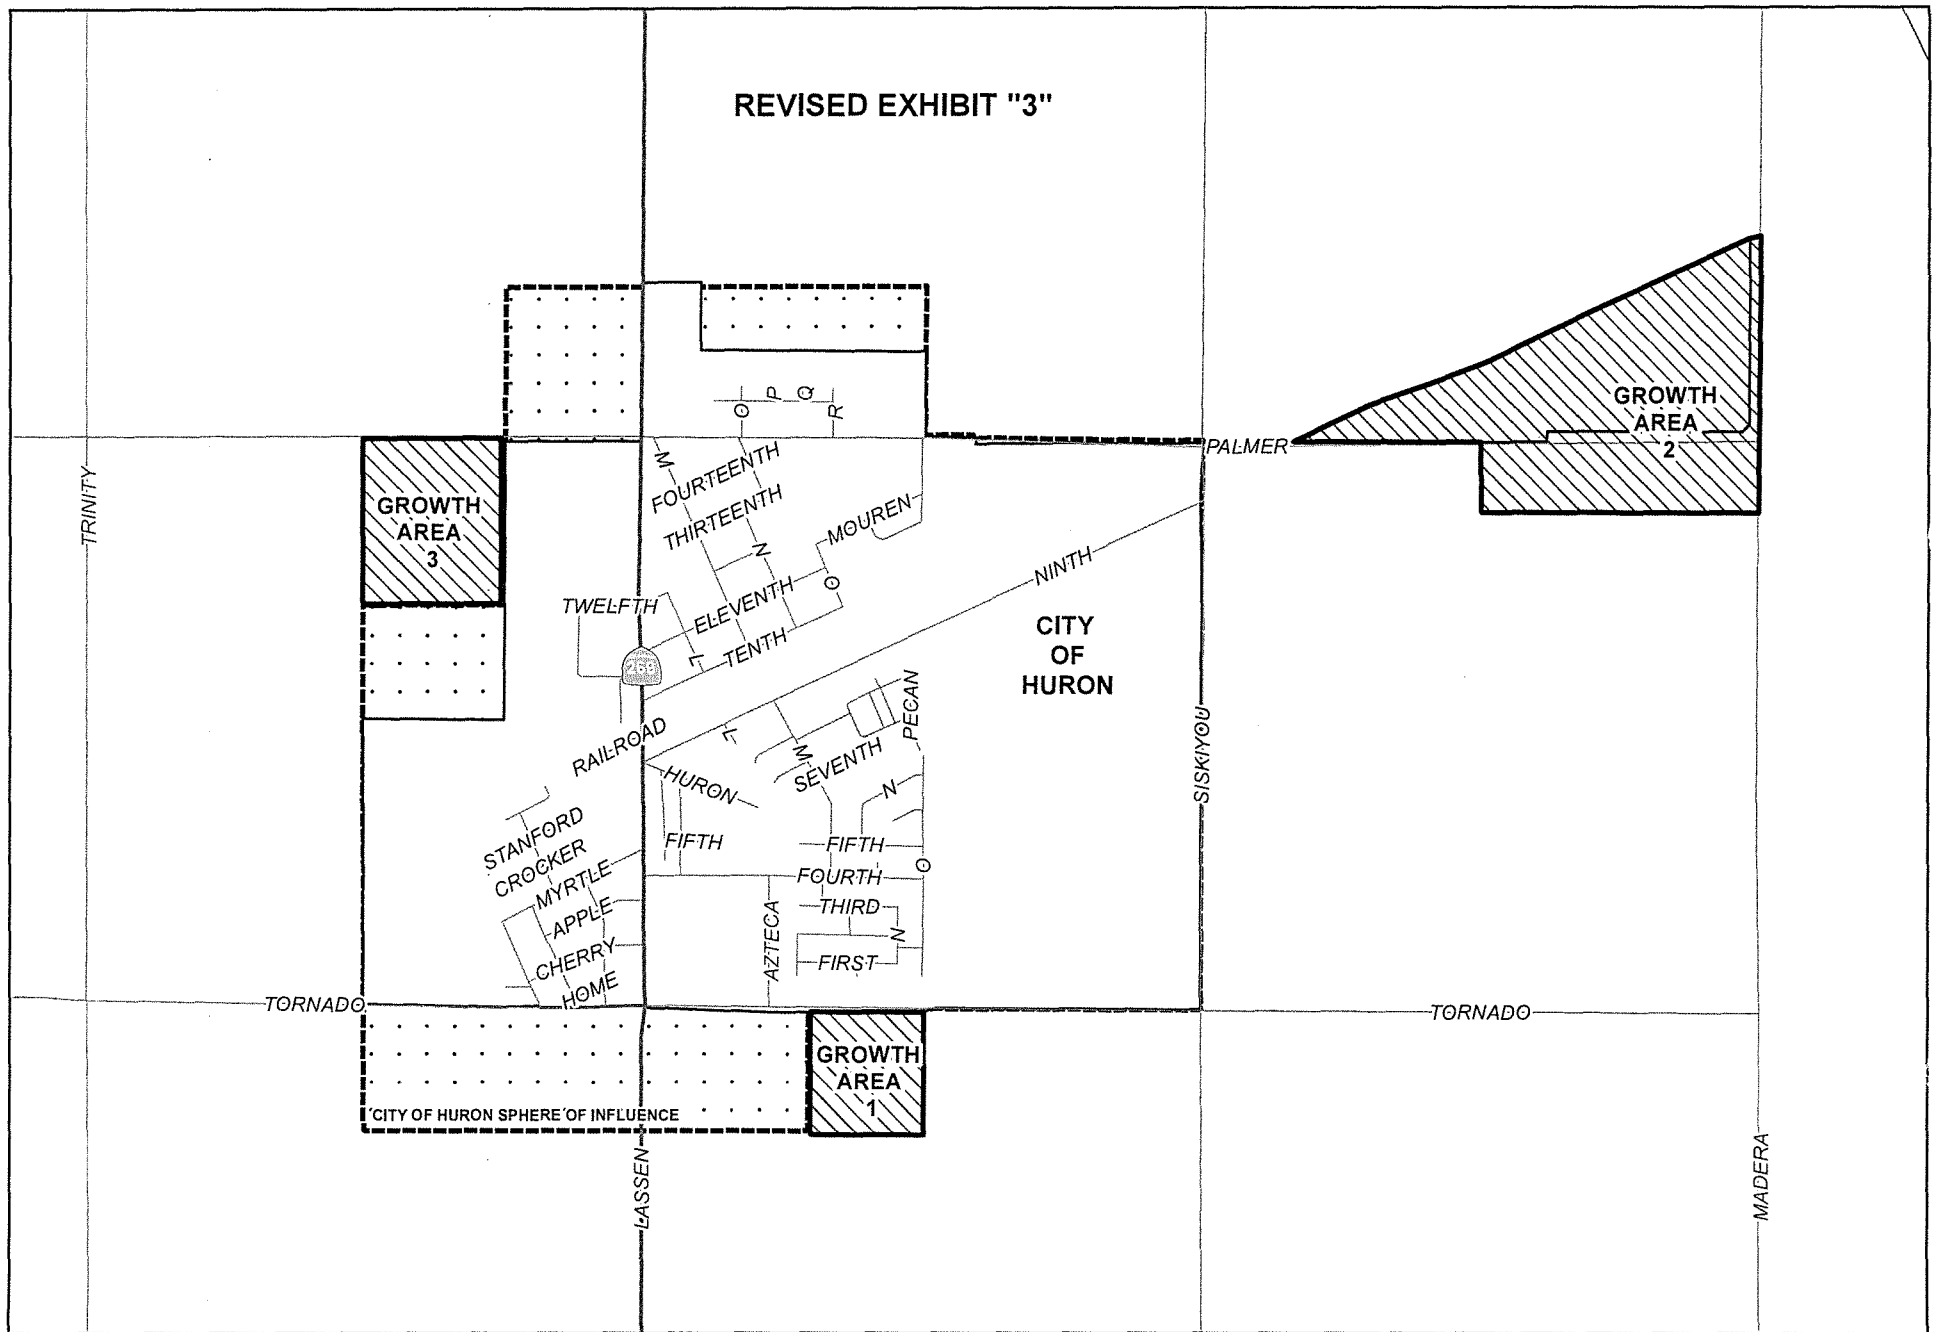 REVISED EXHIBIT "3"
P
Q
O
R
GROWTH
AREA
2
PALMER
M
FOURTEENTH
THIRTEENTH
N
MOUREN
TRINITY
GROWTH
AREA
3
NINTH
O
TWELFTH
ELEVENTH
TENTH
L
CITY
OF
HURON
PECAN
SISKIYOU
RAILROAD
L
M
SEVENTH
HURON
N
STANFORD
FIFTH
FIFTH
CROCKER
O
MYRTLE
FOURTH
APPLE
THIRD
AZTECA
N
CHERRY
FIRST
HOME
TORNADO
TORNADO
GROWTH
AREA
1
CITY OF HURON SPHERE OF INFLUENCE
LASSEN
MADERA